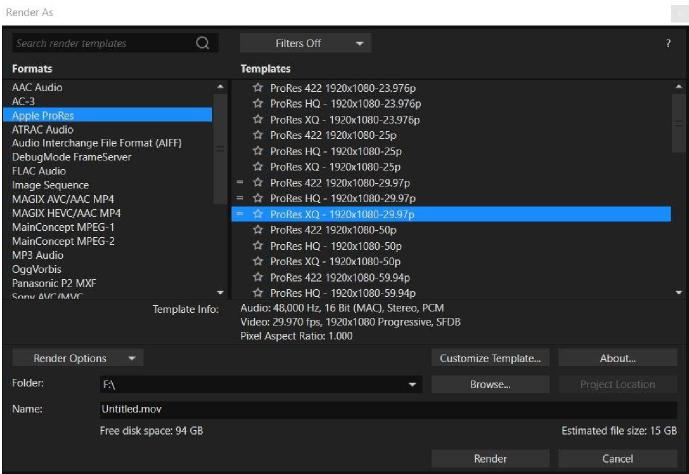 Render As
Search render templates
Filters Off
?
Formats
Templates
AAC Audio
AC-3
Apple ProRes
ATRAC Audio
Audio Interchange File Format (AIFF)
DebugMode FrameServer
FLAC Audio
Image Sequence
MAGIX AVC/AAC MP4
MAGIX HEVC/AAC MP4
MainConcept MPEG-1
MainConcept MPEG-2
MP3 Audio
OggVorbis
Panasonic P2 MXF
Sony AVC/MVC
ProRes 422 1920x1080-23.976p
ProRes HQ - 1920x1080-23.976p
ProRes XQ - 1920x1080-23.976p
ProRes 422 1920x1080-25p
ProRes HQ - 1920x1080-25p
ProRes XQ - 1920x1080-25p
= ProRes 422 1920x1080-29.97p
= ProRes HQ - 1920x1080-29.97p
= ProRes XQ - 1920x1080-29.97p
ProRes 422 1920x1080-50p
ProRes HQ - 1920x1080-50p
ProRes XQ - 1920x1080-50p
ProRes 422 1920x1080-59.94p
ProRes HQ - 1920x1080-59.94p
Template Info:
Audio: 48,000 Hz, 16 Bit (MAC), Stereo, PCM
Video: 29.970 fps, 1920x1080 Progressive, SFDB
Pixel Aspect Ratio: 1.000
Render Options
Customize Template...
About...
Folder:
F:\
Browse...
Project Location
Name:
Untitled.mov
Free disk space: 94 GB
Estimated file size: 15 GB
Render
Cancel